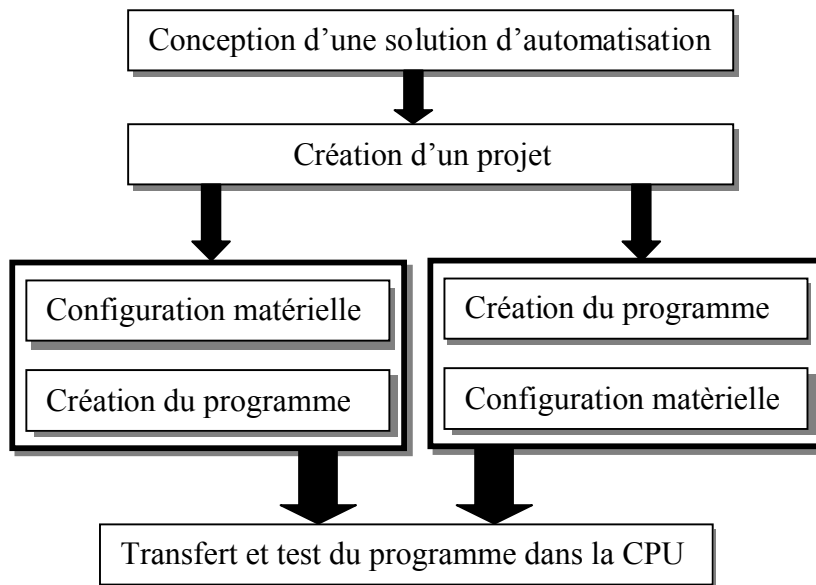 Conception d’une solution d’automatisation
Création d’un projet
Configuration matérielle
Création du programme
Création du programme
Configuration matèrielle
Transfert et test du programme dans la CPU